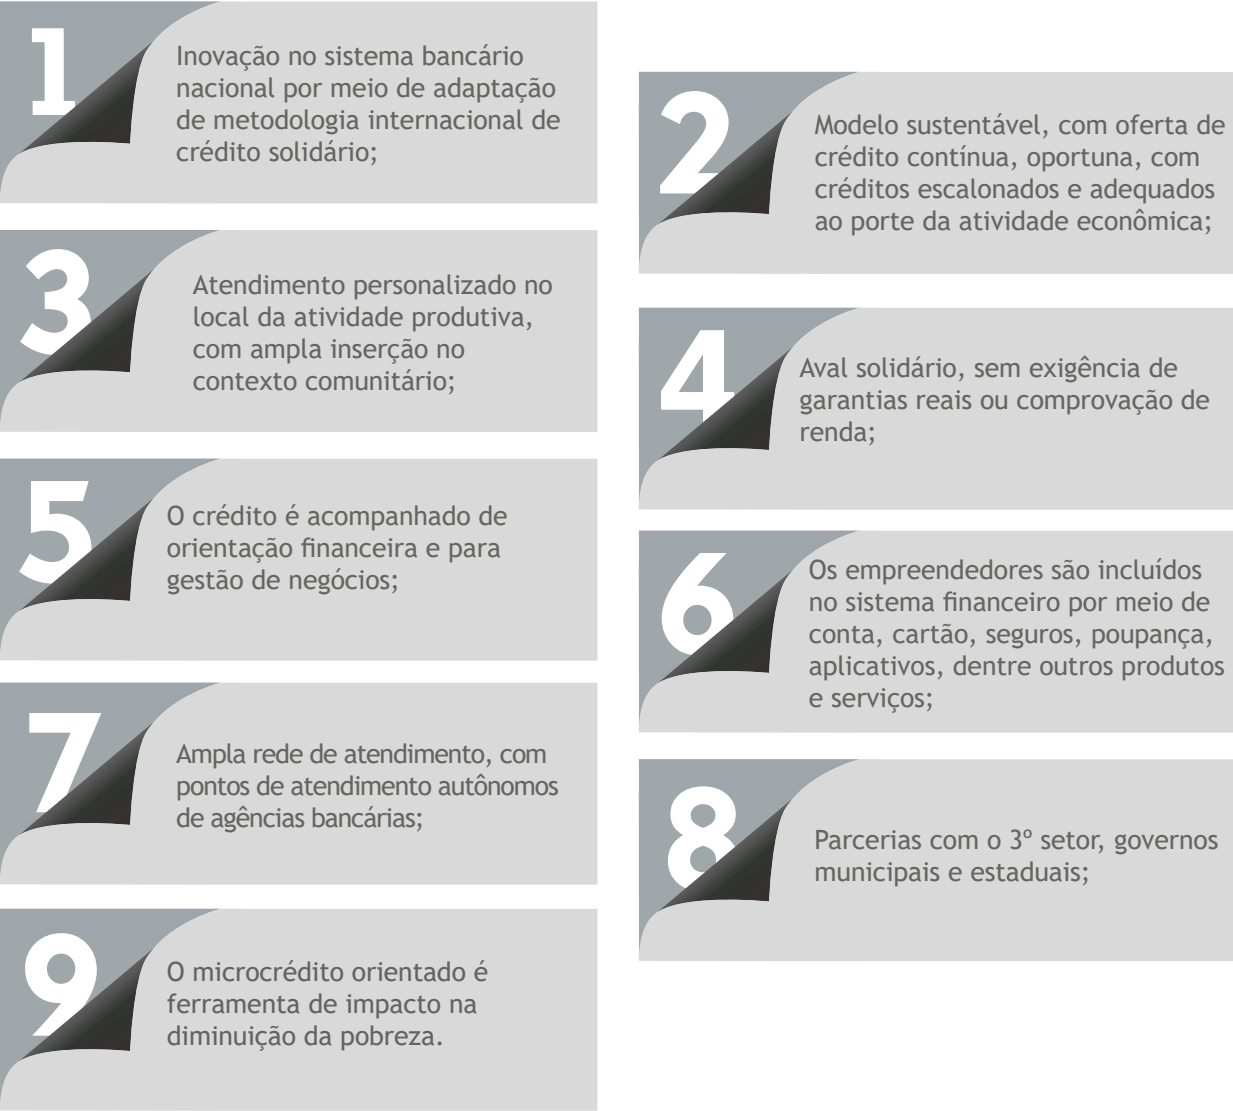 1
Inovação no sistema bancário
nacional por meio de adaptação
de metodologia internacional de
crédito solidário;
2
Modelo sustentável, com oferta de
crédito contínua, oportuna, com
créditos escalonados e adequados
ao porte da atividade econômica;
3
Atendimento personalizado no
local da atividade produtiva,
com ampla inserção no
contexto comunitário;
4
Aval solidário, sem exigência de
garantias reais ou comprovação de
renda;
5
O crédito é acompanhado de
orientação financeira e para
gestão de negócios;
6
Os empreendedores são incluídos
no sistema financeiro por meio de
conta, cartão, seguros, poupança,
aplicativos, dentre outros produtos
e serviços;
7
Ampla rede de atendimento, com
pontos de atendimento autônomos
de agências bancárias;
8
Parcerias com o 3º setor, governos
municipais e estaduais;
9
O microcrédito orientado é
ferramenta de impacto na
diminuição da pobreza.